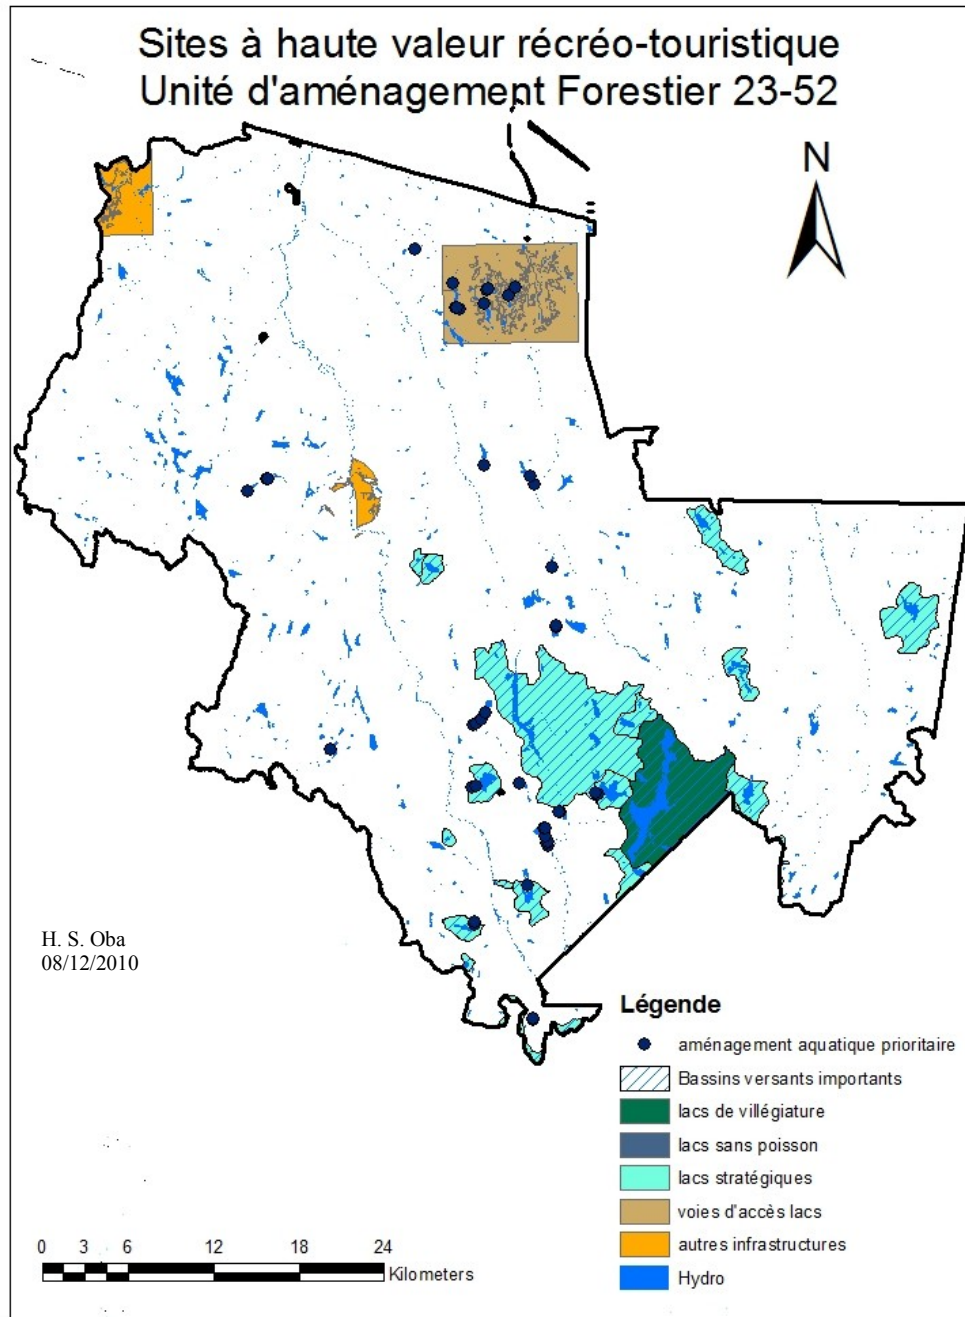 Sites à haute valeur récréo-touristique
Unité d'aménagement Forestier 23-52
N
H. S. Oba
08/12/2010
Légende
aménagement aquatique prioritaire
Bassins versants importants
lacs de villégiature
lacs sans poisson
lacs stratégiques
voies d'accès lacs
autres infrastructures
Hydro
0 3 6 12 18 24
Kilometers